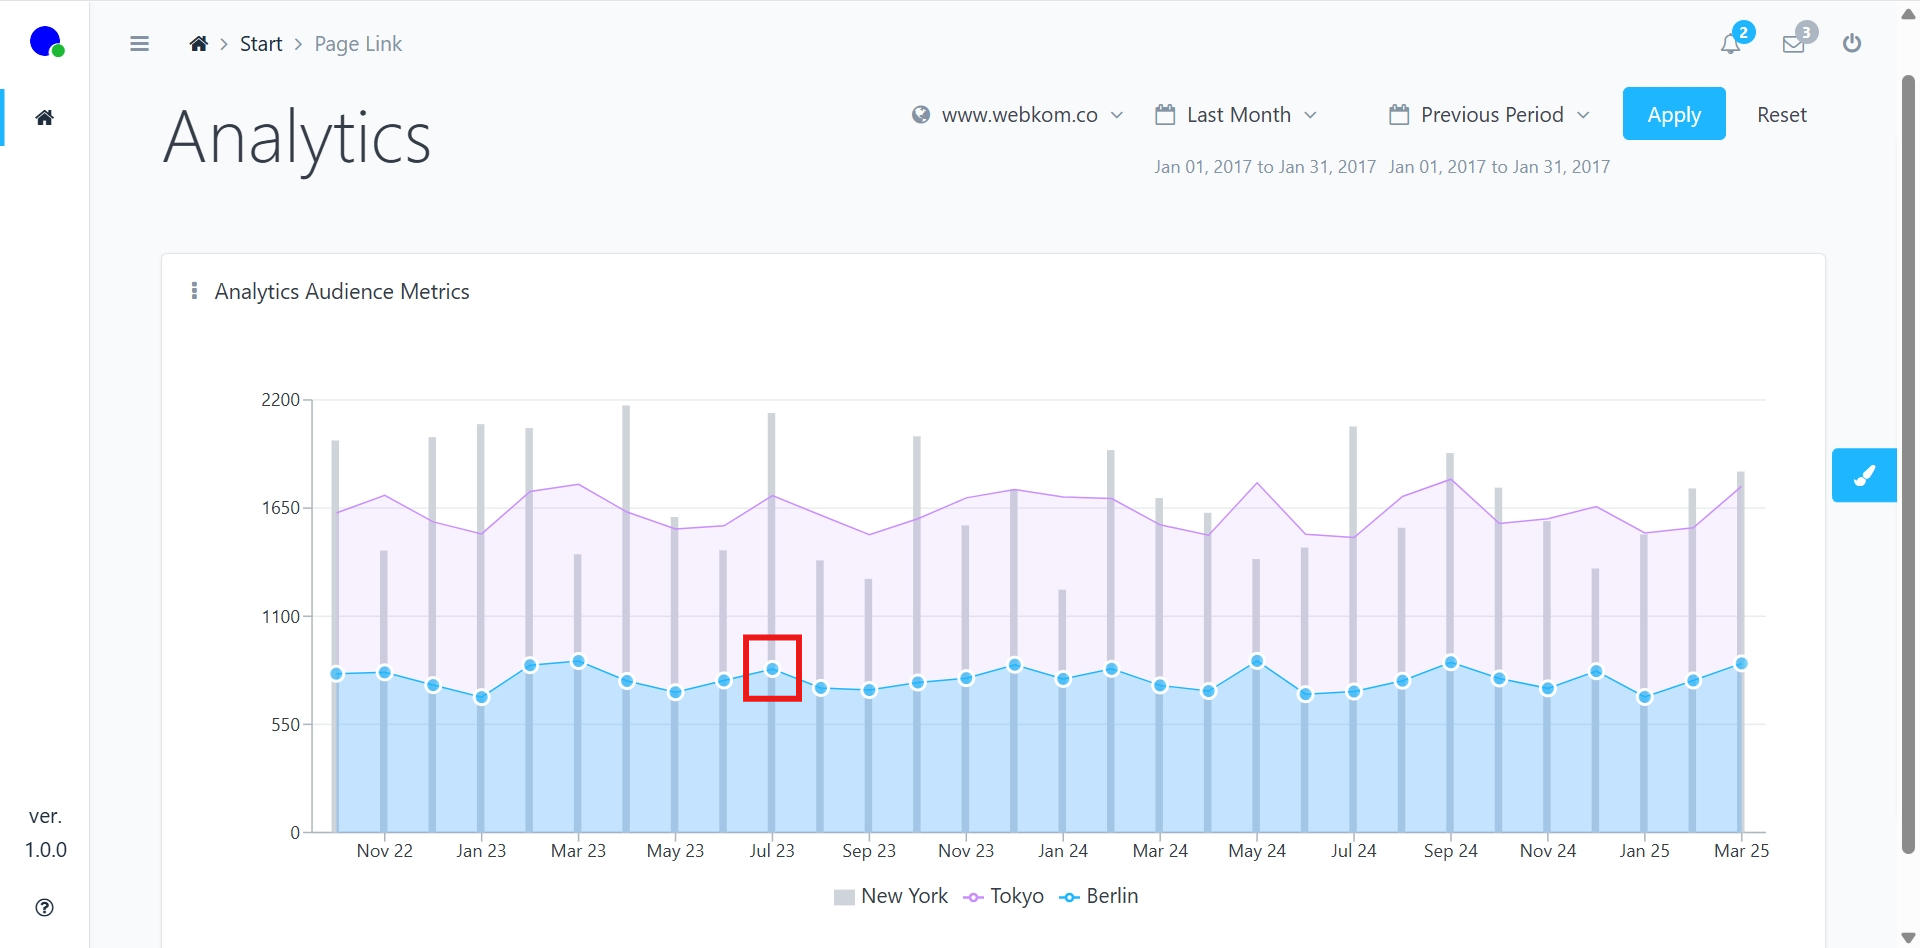 Start
Page Link
2
3
Analytics
www.webkom.co
Last Month
Previous Period
Apply
Reset
Jan 01, 2017 to Jan 31, 2017
Jan 01, 2017 to Jan 31, 2017
Analytics Audience Metrics
2200
1650
1100
550
0
Nov 22
Jan 23
Mar 23
May 23
Jul 23
Sep 23
Nov 23
Jan 24
Mar 24
May 24
Jul 24
Sep 24
Nov 24
Jan 25
Mar 25
New York
Tokyo
Berlin
ver.
1.0.0